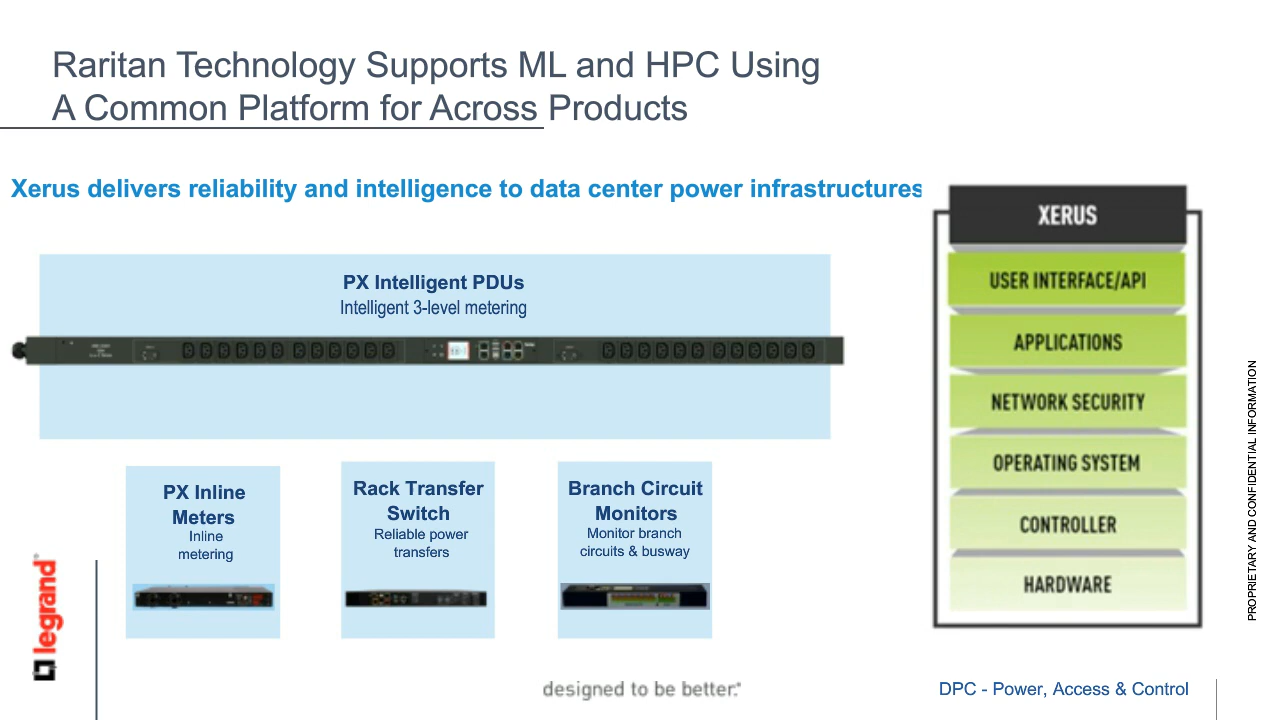 Raritan Technology Supports ML and HPC Using
A Common Platform for Across Products
Xerus delivers reliability and intelligence to data center power infrastructures
PX Intelligent PDUs
Intelligent 3-level metering
PX Inline
Meters
Inline
metering
Rack Transfer
Switch
Reliable power
transfers
Branch Circuit
Monitors
Monitor branch
circuits & busway
XERUS
USER INTERFACE/API
APPLICATIONS
NETWORK SECURITY
OPERATING SYSTEM
CONTROLLER
HARDWARE
PROPRIETARY AND CONFIDENTIAL INFORMATION
legrand®
designed to be better.™
DPC - Power, Access & Control